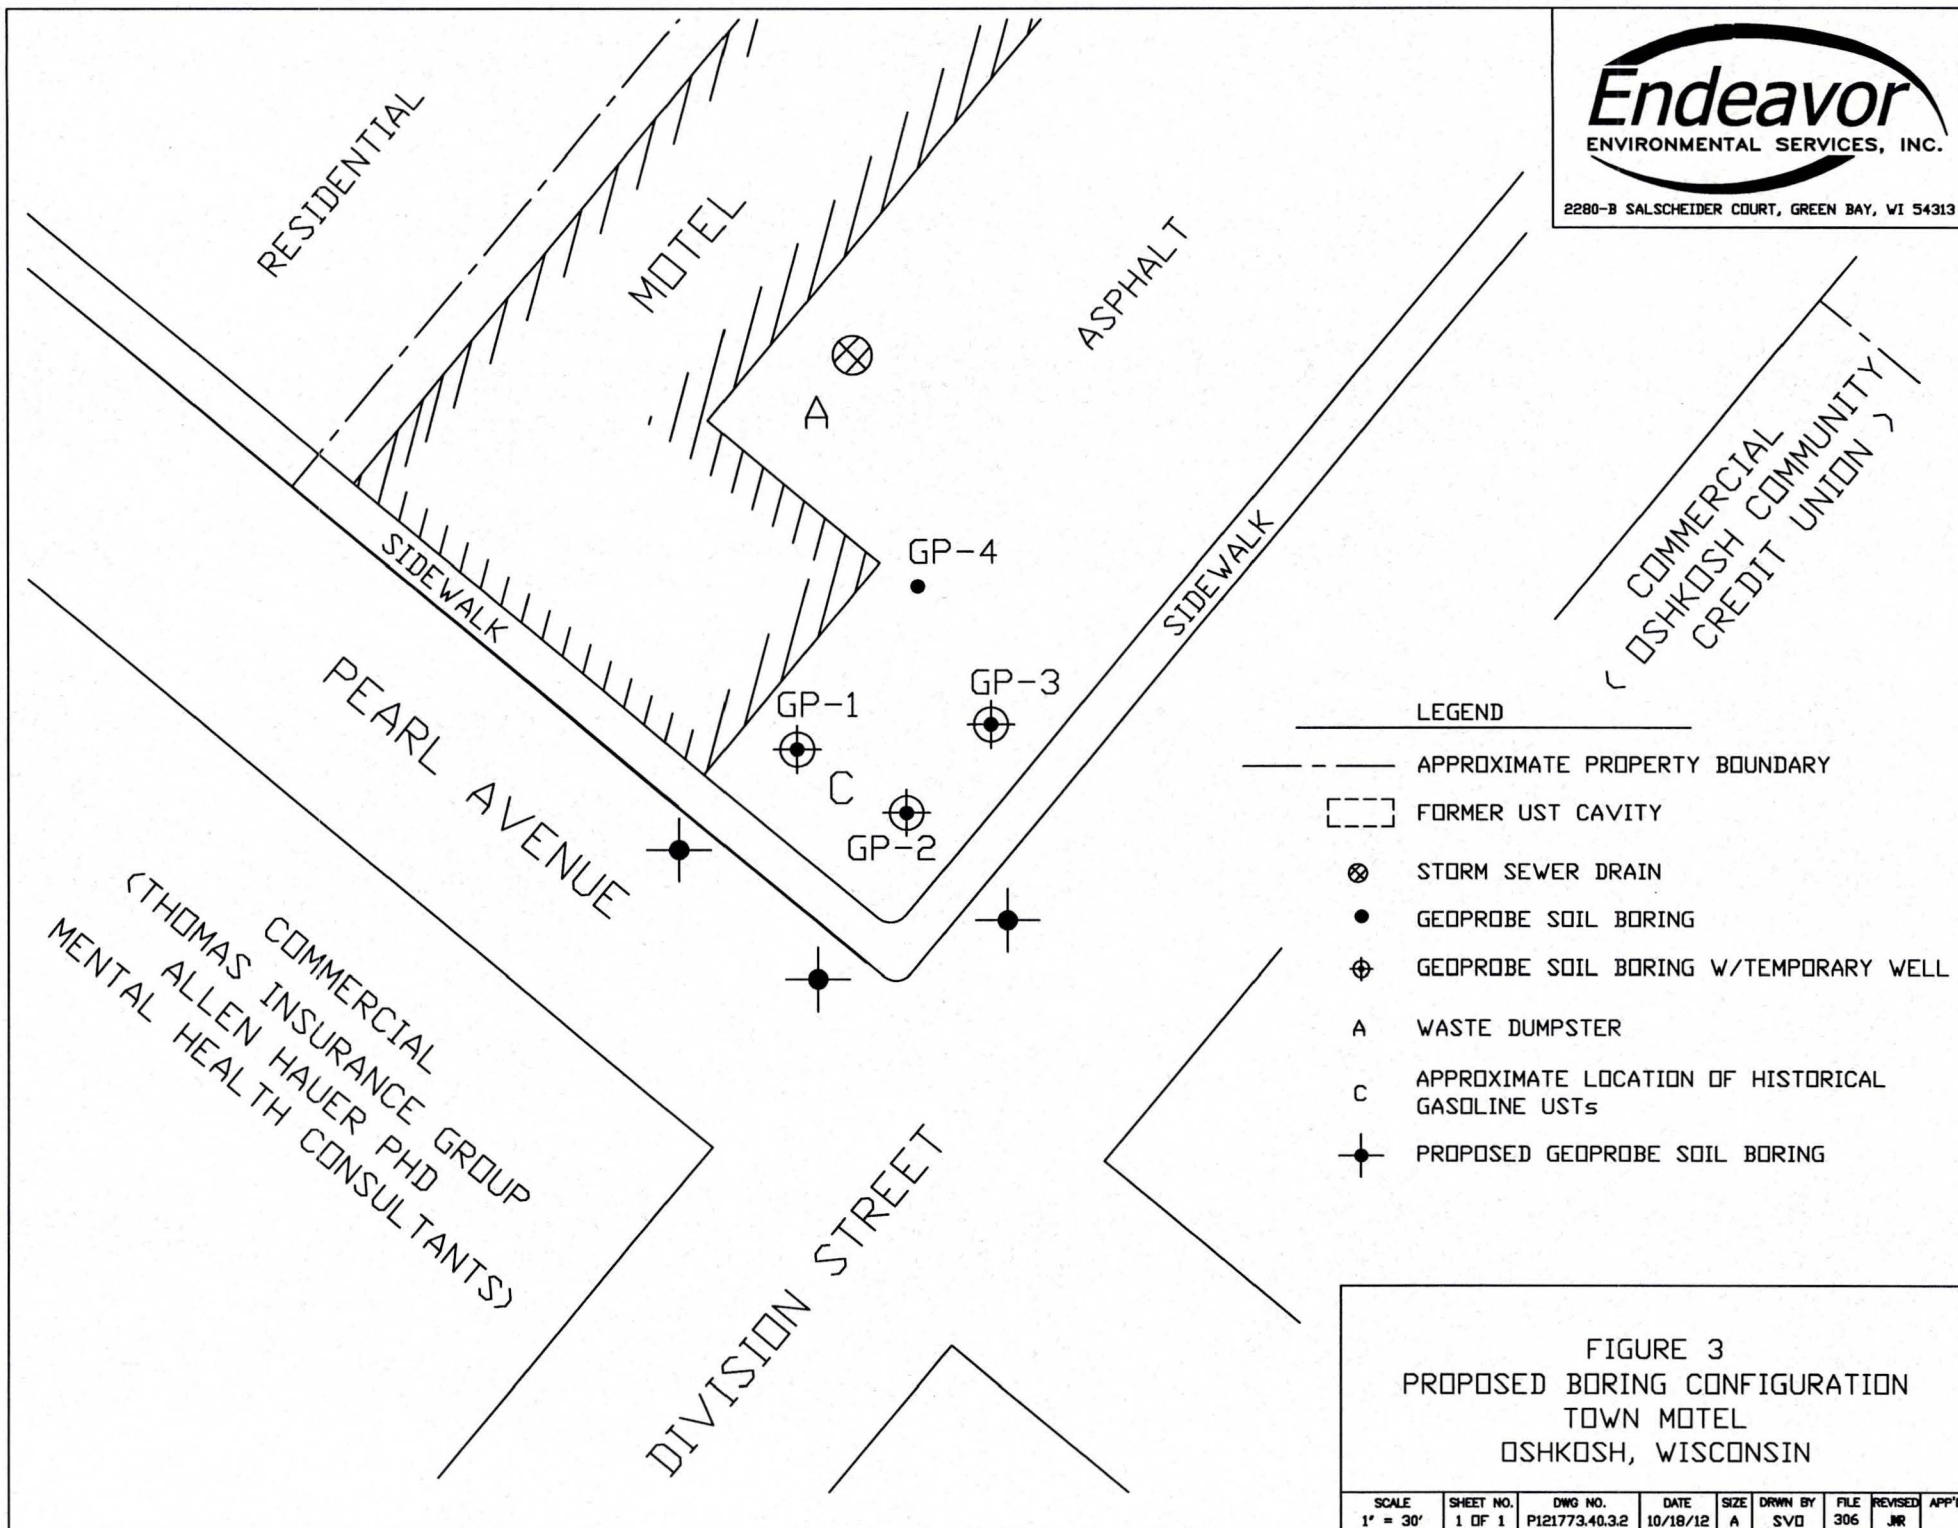 Endeavor
ENVIRONMENTAL SERVICES, INC.
2280-B SALSCHEIDER COURT, GREEN BAY, WI 54313
RESIDENTIAL
MOTEL
ASPHALT
A
COMMERCIAL
( OSHKOSH COMMUNITY
CREDIT UNION )
GP-4
SIDEWALK
SIDEWALK
GP-3
GP-1
C
GP-2
PEARL AVENUE
COMMERCIAL
(THOMAS INSURANCE GROUP
ALLEN HAUER PHD
MENTAL HEALTH CONSULTANTS)
DIVISION STREET
LEGEND
APPROXIMATE PROPERTY BOUNDARY
FORMER UST CAVITY
STORM SEWER DRAIN
GEOPROBE SOIL BORING
GEOPROBE SOIL BORING W/TEMPORARY WELL
A WASTE DUMPSTER
C APPROXIMATE LOCATION OF HISTORICAL
GASOLINE USTs
PROPOSED GEOPROBE SOIL BORING
FIGURE 3
PROPOSED BORING CONFIGURATION
TOWN MOTEL
OSHKOSH, WISCONSIN
SCALE SHEET NO. DWG NO. DATE SIZE DRWN BY FILE REVISED
1" = 30' 1 OF 1 P121773.40.3.2 10/18/12 A SVO 306 JMR